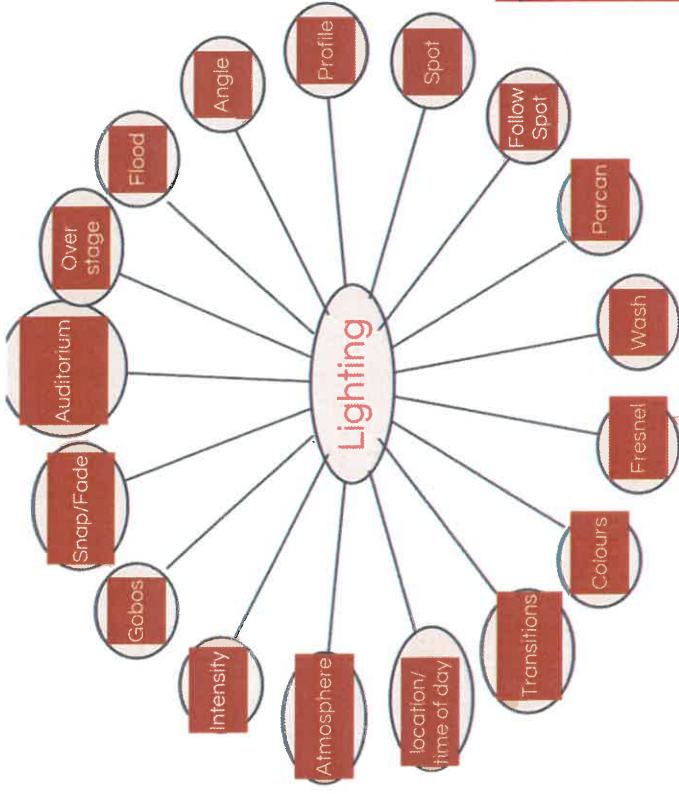 Lighting
Auditorium
Over
stage
Flood
Angle
Profile
Spot
Follow
Spot
Parcan
Wash
Fresnel
Colours
Transitions
location/
time of day
Atmosphere
Intensity
Gobos
Snap/Fade